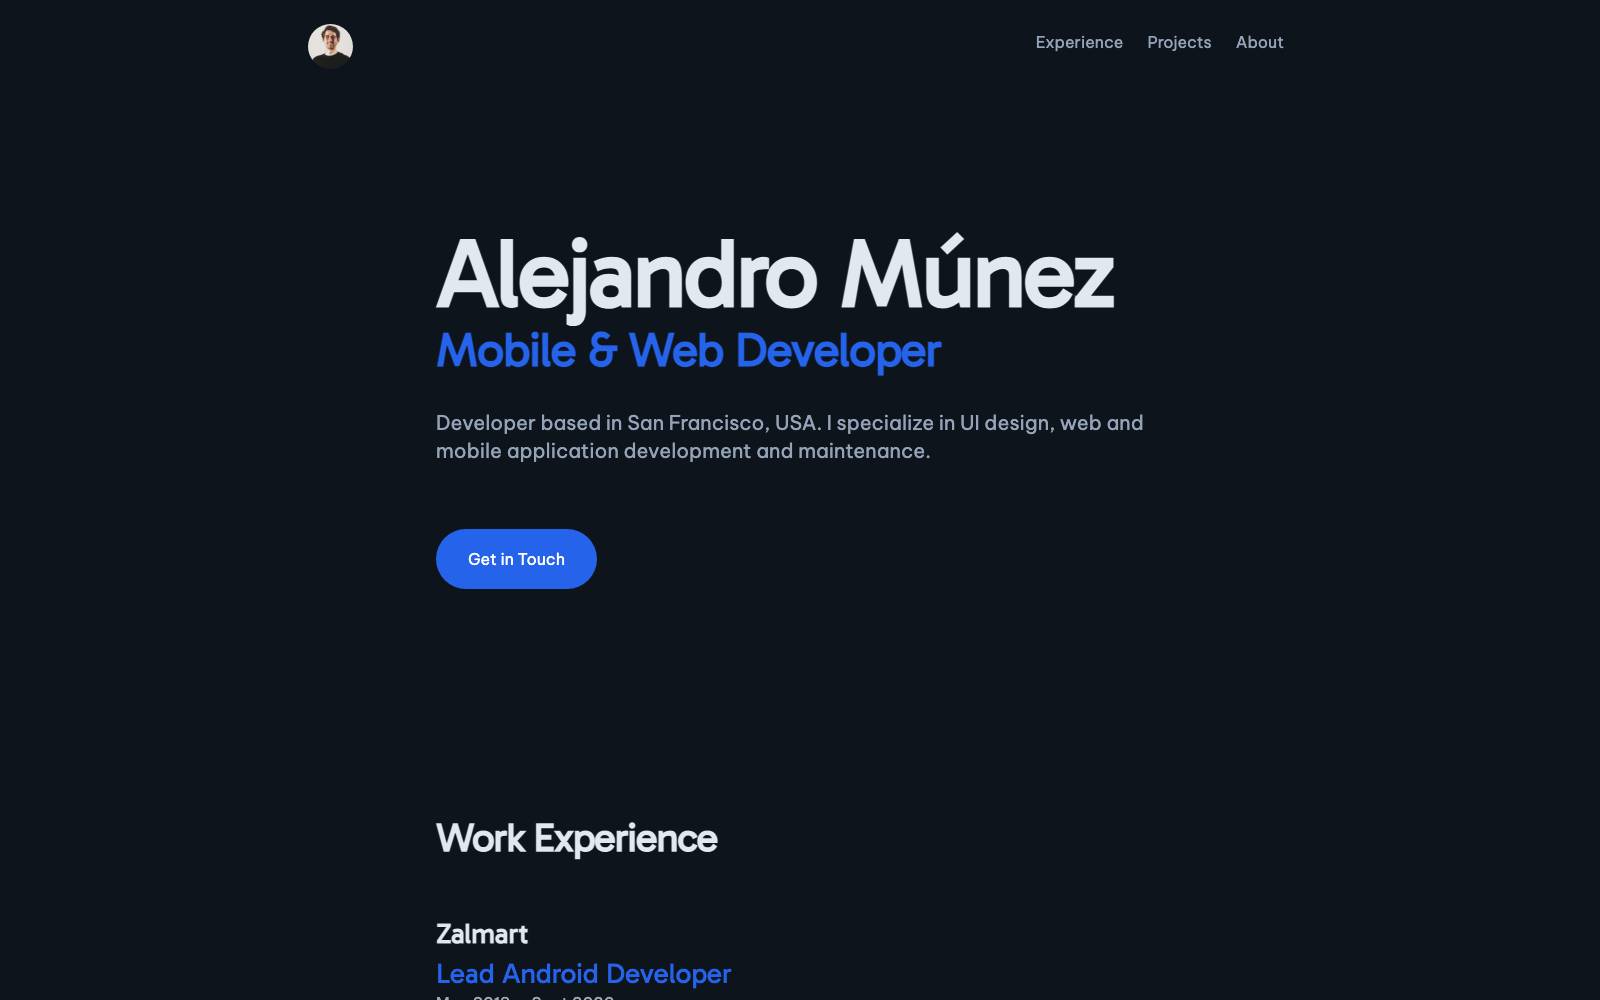 Experience Projects About
Alejandro Múnez
Mobile & Web Developer
Developer based in San Francisco, USA. I specialize in UI design, web and
mobile application development and maintenance.
Get in Touch
Work Experience
Zalmart
Lead Android Developer